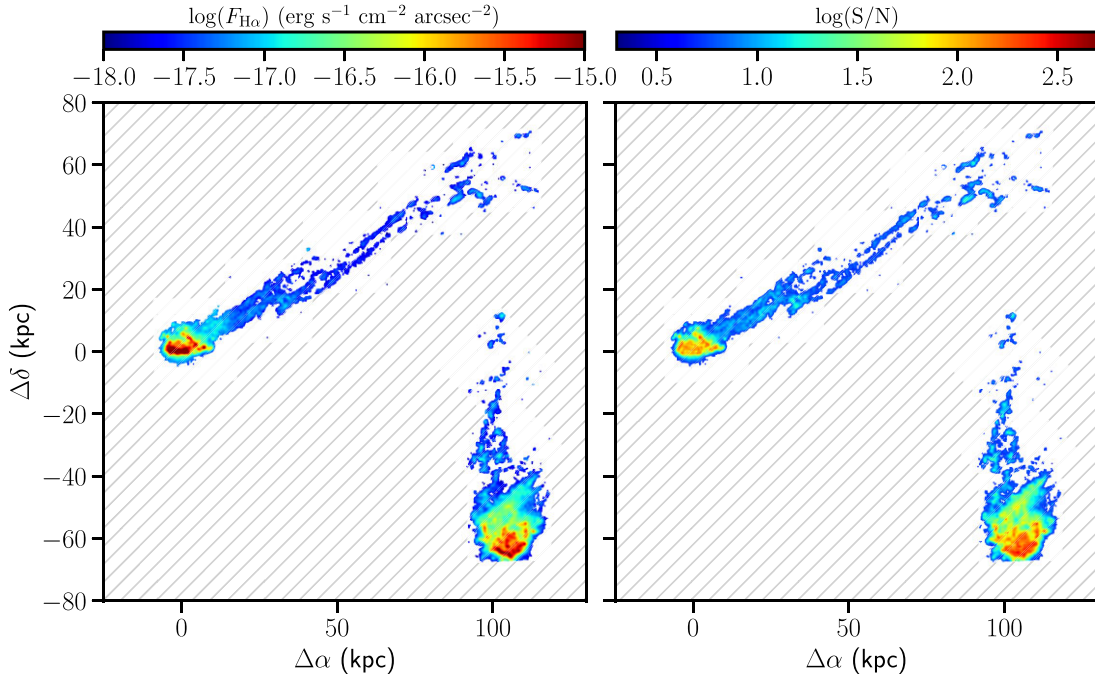 log(F_Hα) (erg s⁻¹ cm⁻² arcsec⁻²)
log(S/N)
−18.0 −17.5 −17.0 −16.5 −16.0 −15.5 −15.0
0.5 1.0 1.5 2.0 2.5
80
60
40
20
0
−20
−40
−60
−80
Δδ (kpc)
0 50 100
0 50 100
Δα (kpc)
Δα (kpc)